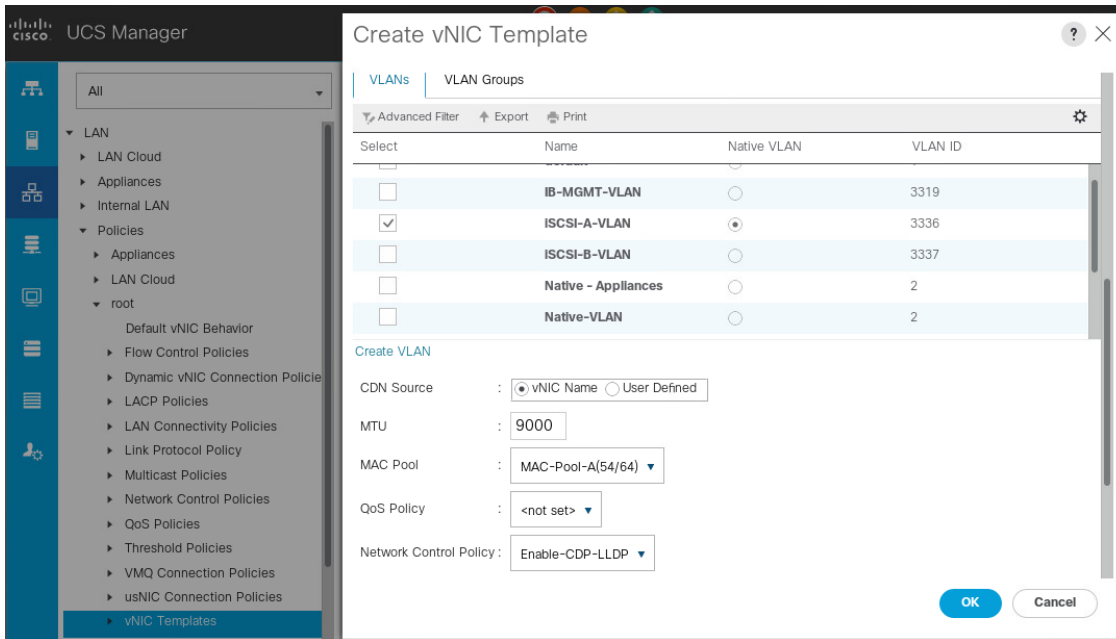 cisco. UCS Manager
All
LAN
LAN Cloud
Appliances
Internal LAN
Policies
Appliances
LAN Cloud
root
Default vNIC Behavior
Flow Control Policies
Dynamic vNIC Connection Policie
LACP Policies
LAN Connectivity Policies
Link Protocol Policy
Multicast Policies
Network Control Policies
QoS Policies
Threshold Policies
VMQ Connection Policies
usNIC Connection Policies
vNIC Templates
Create vNIC Template
? ×
VLANs VLAN Groups
Advanced Filter Export Print
Select Name Native VLAN VLAN ID
IB-MGMT-VLAN 3319
ISCSI-A-VLAN 3336
ISCSI-B-VLAN 3337
Native - Appliances 2
Native-VLAN 2
Create VLAN
CDN Source : vNIC Name User Defined
MTU : 9000
MAC Pool : MAC-Pool-A(54/64)
QoS Policy : <not set>
Network Control Policy : Enable-CDP-LLDP
OK Cancel